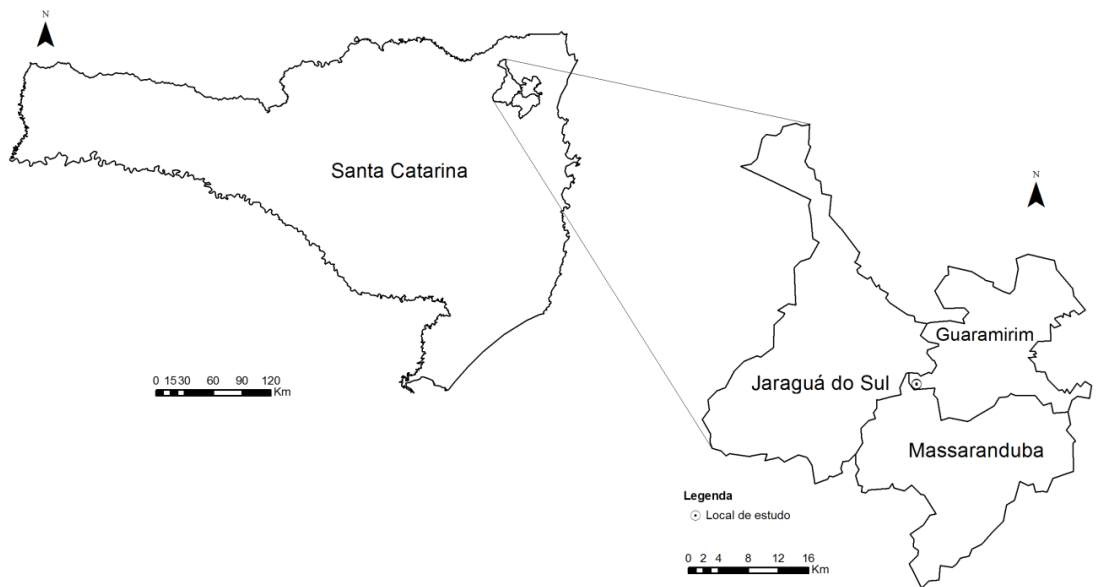 N
Santa Catarina
0 15 30 60 90 120
Km
N
Guaramirim
Jaraguá do Sul
Massaranduba
Legenda
Local de estudo
0 2 4 8 12 16
Km